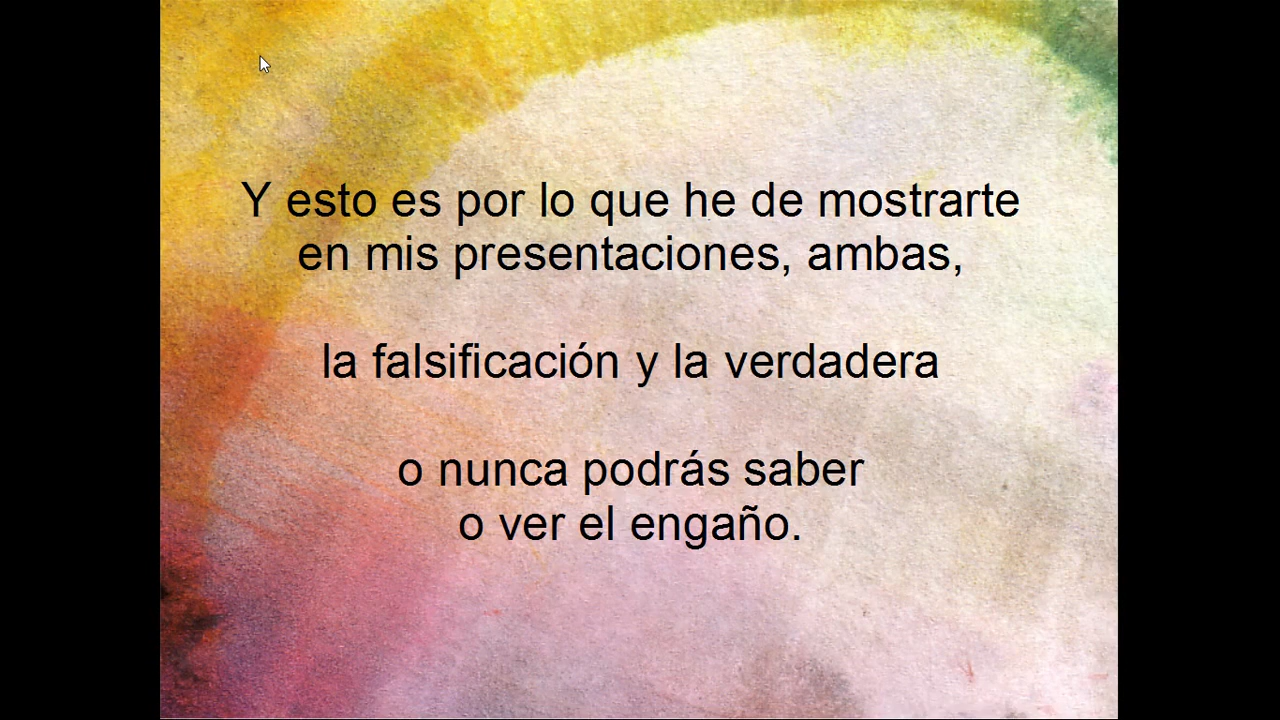 Y esto es por lo que he de mostrarte
en mis presentaciones, ambas,
la falsificación y la verdadera
o nunca podrás saber
o ver el engaño.